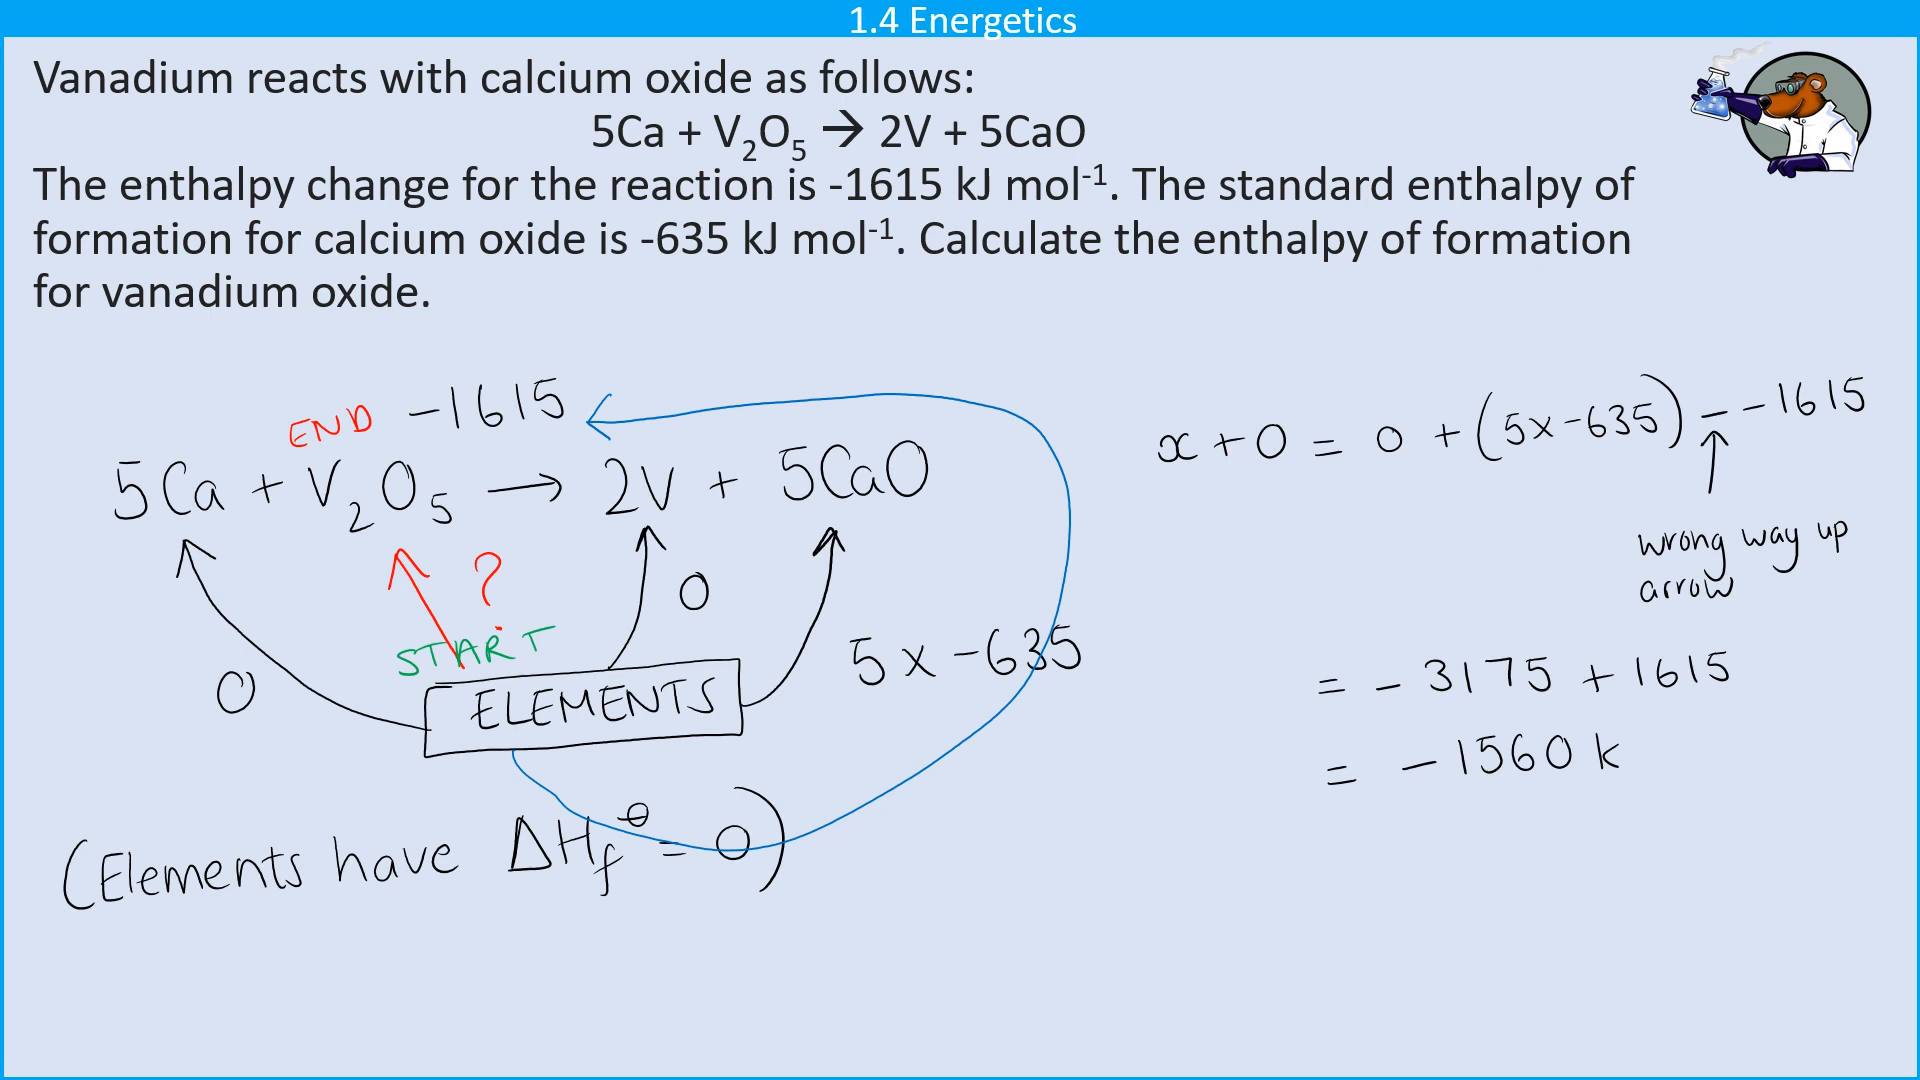 1.4 Energetics
Vanadium reacts with calcium oxide as follows:
5Ca + V₂O₅ → 2V + 5CaO
The enthalpy change for the reaction is -1615 kJ mol⁻¹. The standard enthalpy of
formation for calcium oxide is -635 kJ mol⁻¹. Calculate the enthalpy of formation
for vanadium oxide.
END -1615
5Ca + V₂O₅ → 2V + 5CaO
?
0
START
0
5 x -635
ELEMENTS
(Elements have ΔHf⦵ = 0)
x + 0 = 0 + (5x-635) - -1615
wrong way up
arrow
= - 3175 + 1615
= - 1560 k